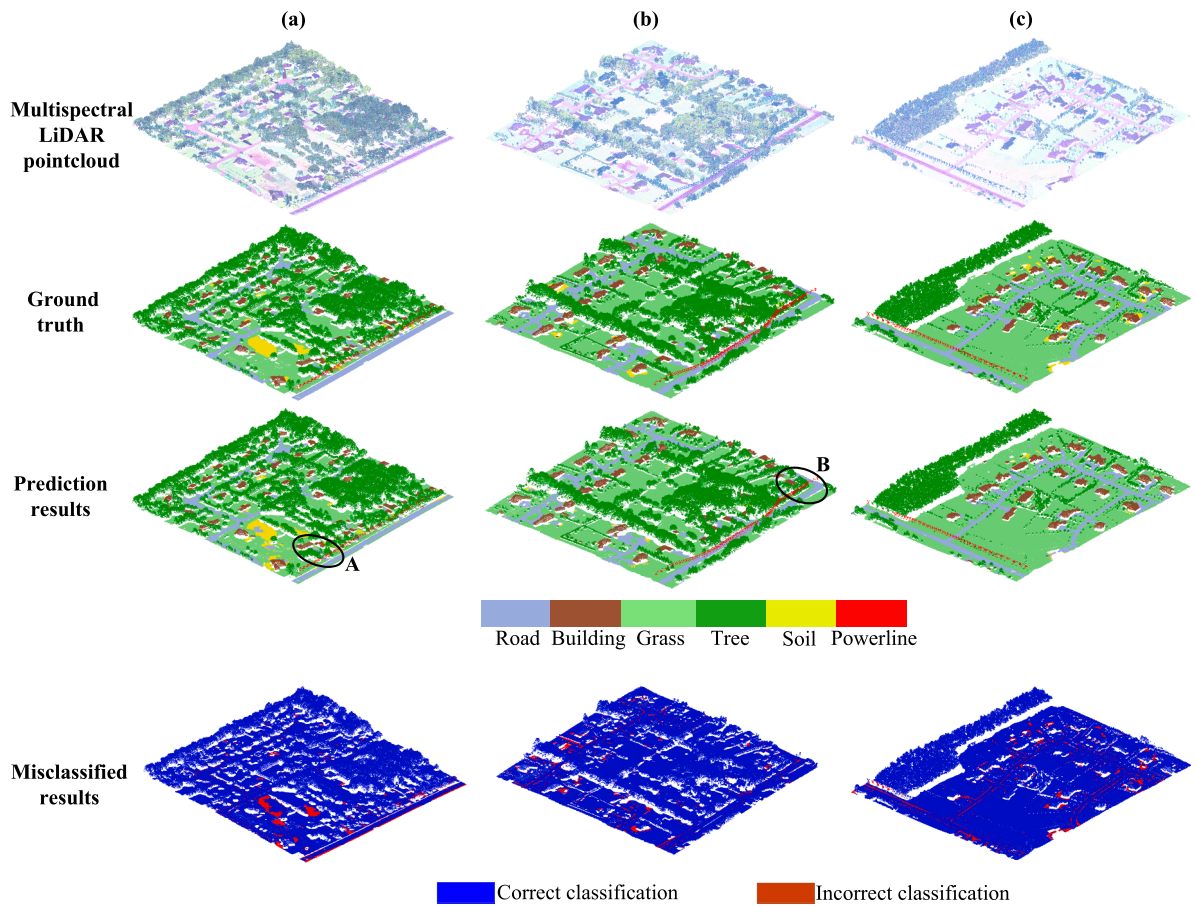 (a) (b) (c)
Multispectral
LiDAR
pointcloud
Ground
truth
Prediction
results
A
B
Road Building Grass Tree Soil Powerline
Misclassified
results
Correct classification Incorrect classification